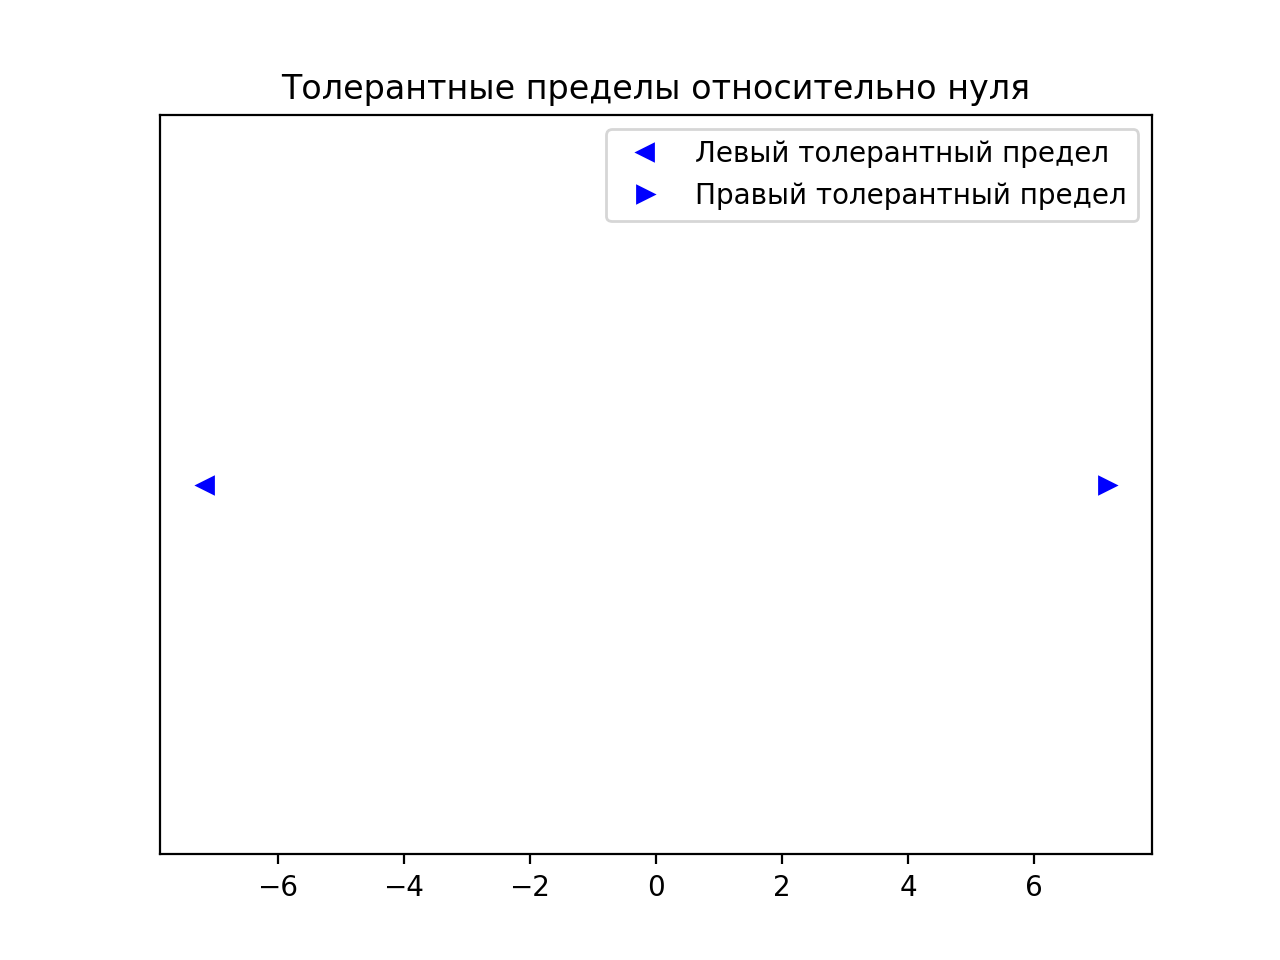 Толерантные пределы относительно нуля
Левый толерантный предел
Правый толерантный предел
−6 −4 −2 0 2 4 6